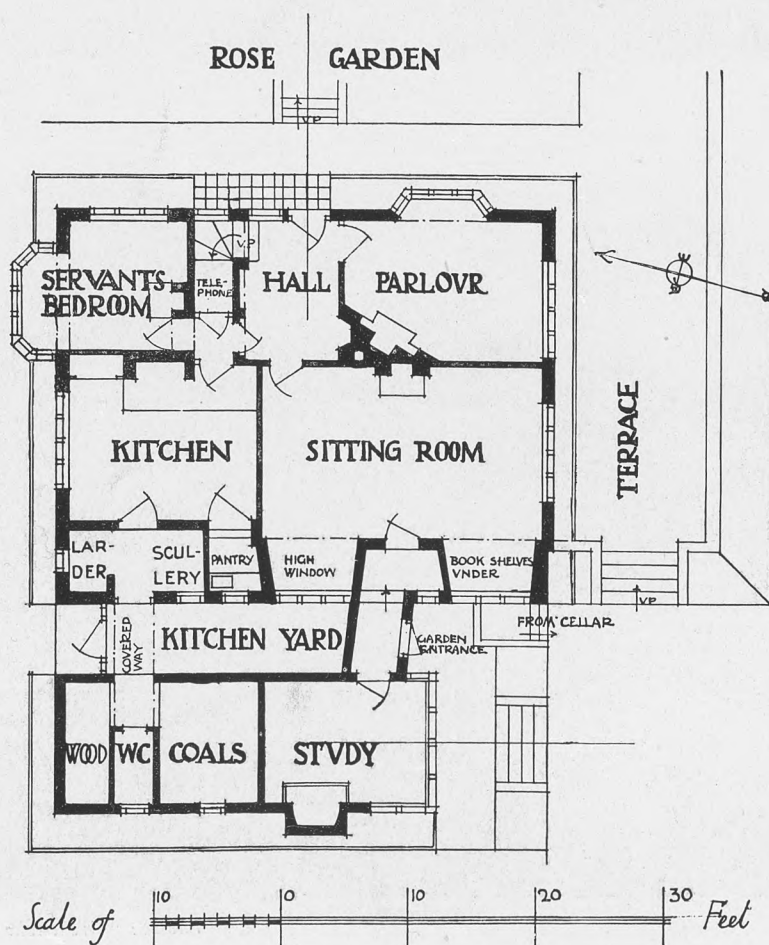 ROSE GARDEN
VP
SERVANTS
BEDROOM
TELE-
PHONE
VP
HALL
PARLOVR
KITCHEN
SITTING ROOM
TERRACE
LAR-
DER
SCUL-
LERY
PANTRY
HIGH
WINDOW
BOOK SHELVES
VNDER
VP
FROM CELLAR
COVERED
WAY
KITCHEN YARD
GARDEN
ENTRANCE
WOOD
WC
COALS
STVDY
Scale of 10 0 10 20 30 Feet